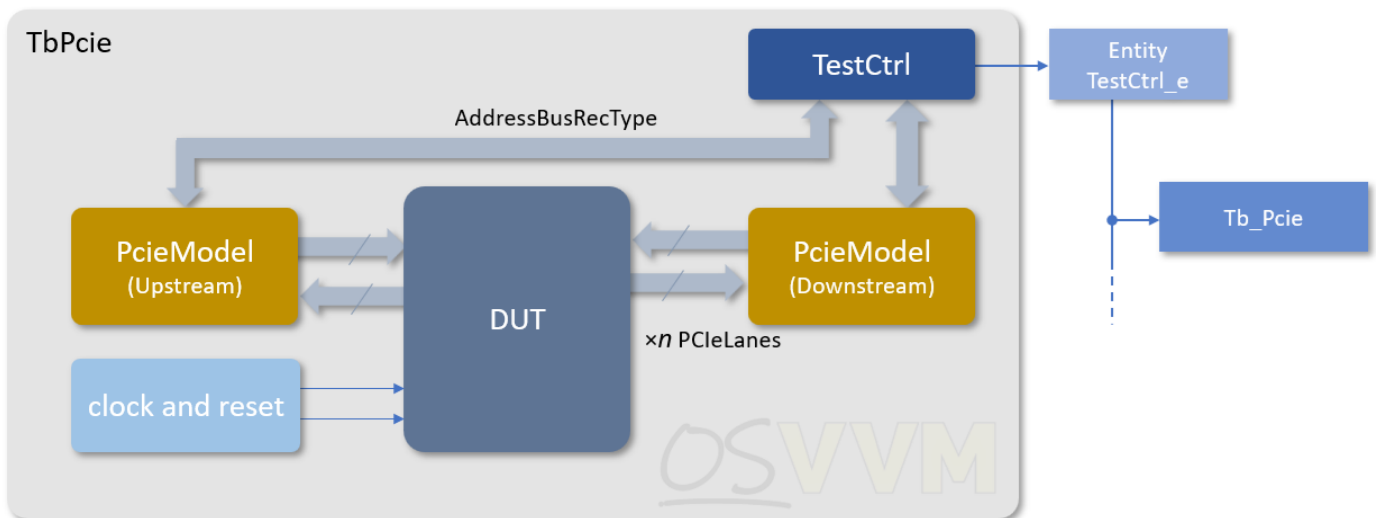 TbPcie
TestCtrl
Entity
TestCtrl_e
AddressBusRecType
Tb_Pcie
PcieModel
(Upstream)
PcieModel
(Downstream)
DUT
×n PCIeLanes
clock and reset
OSVVM